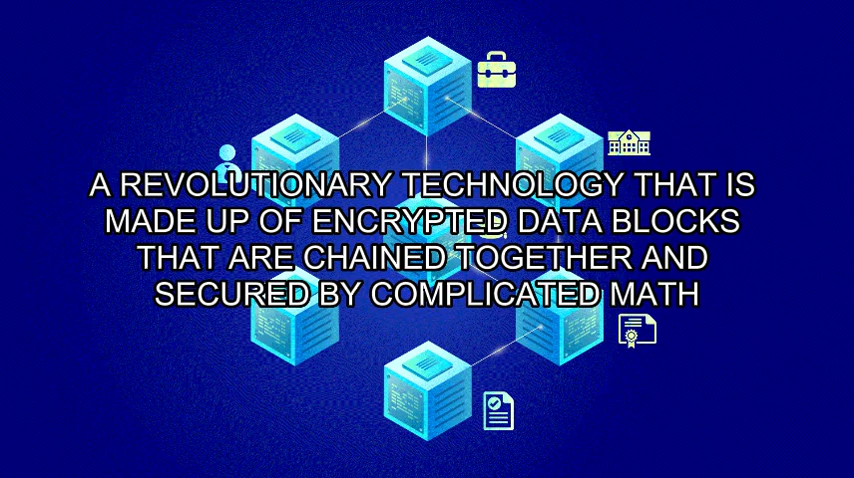 A REVOLUTIONARY TECHNOLOGY THAT IS
MADE UP OF ENCRYPTED DATA BLOCKS
THAT ARE CHAINED TOGETHER AND
SECURED BY COMPLICATED MATH